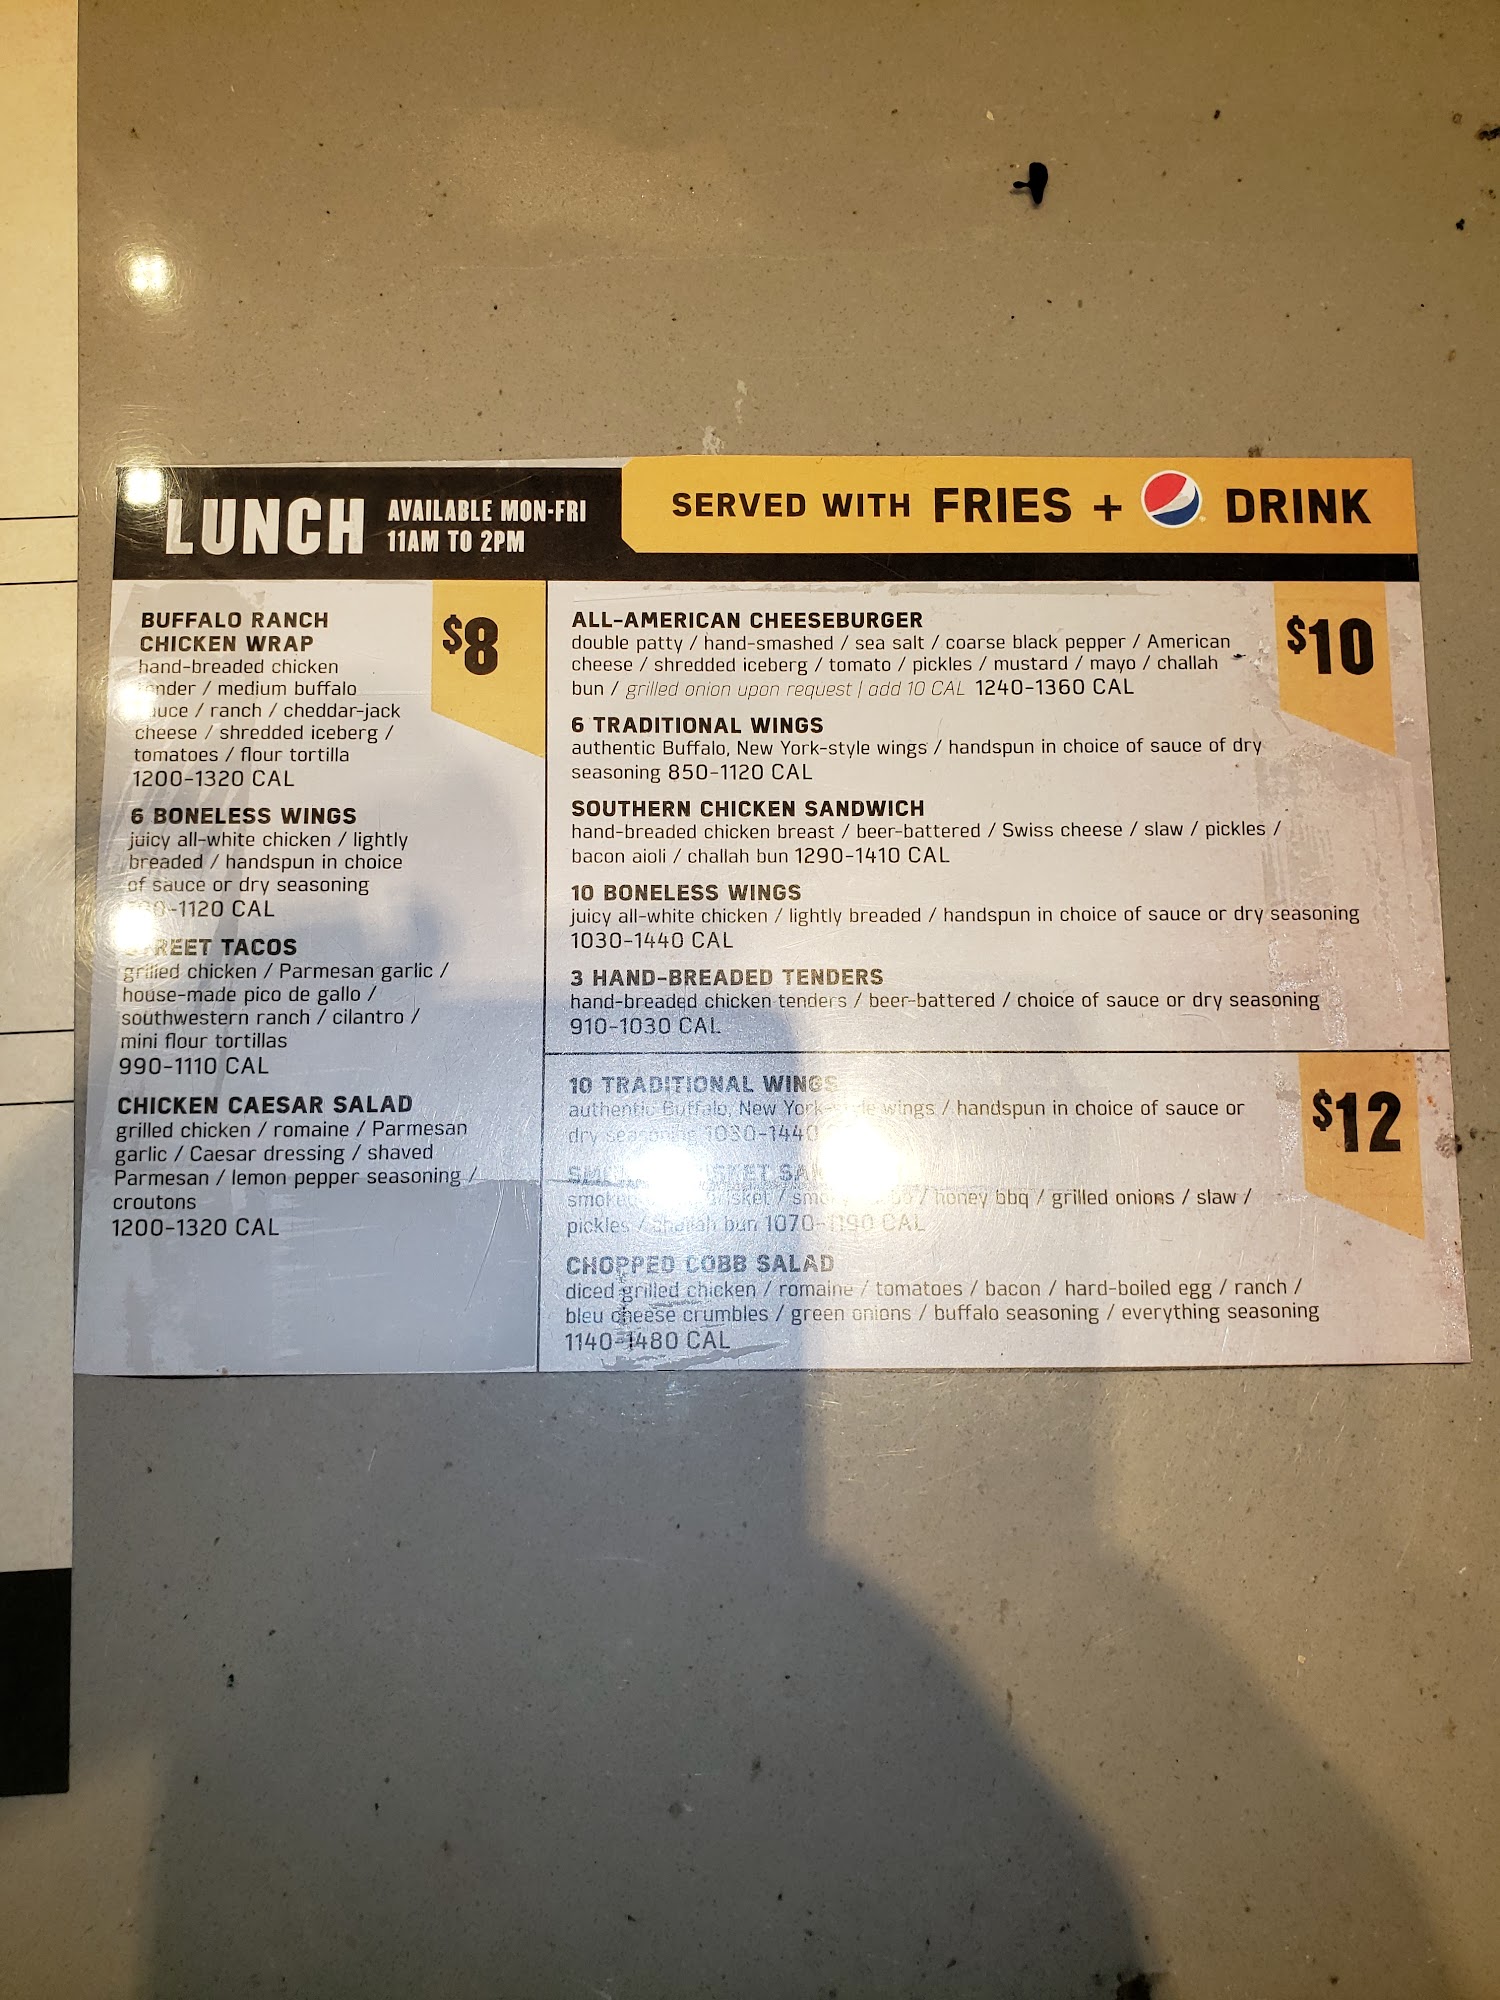 LUNCH
AVAILABLE MON-FRI
11AM TO 2PM
SERVED WITH FRIES + DRINK
BUFFALO RANCH
CHICKEN WRAP
$8
hand-breaded chicken
/ medium buffalo
/ ranch / cheddar-jack
cheese / shredded iceberg /
tomatoes / flour tortilla
1200-1320 CAL
6 BONELESS WINGS
juicy all-white chicken / lightly
breaded / handspun in choice
of sauce or dry seasoning
-1120 CAL
STREET TACOS
grilled chicken / Parmesan garlic /
house-made pico de gallo /
southwestern ranch / cilantro /
mini flour tortillas
990-1110 CAL
CHICKEN CAESAR SALAD
grilled chicken / romaine / Parmesan
garlic / Caesar dressing / shaved
Parmesan / lemon pepper seasoning /
croutons
1200-1320 CAL
ALL-AMERICAN CHEESEBURGER
$10
double patty / hand-smashed / sea salt / coarse black pepper / American
cheese / shredded iceberg / tomato / pickles / mustard / mayo / challah
bun / grilled onion upon request | add 10 CAL 1240-1360 CAL
6 TRADITIONAL WINGS
authentic Buffalo, New York-style wings / handspun in choice of sauce of dry
seasoning 850-1120 CAL
SOUTHERN CHICKEN SANDWICH
hand-breaded chicken breast / beer-battered / Swiss cheese / slaw / pickles /
bacon aioli / challah bun 1290-1410 CAL
10 BONELESS WINGS
juicy all-white chicken / lightly breaded / handspun in choice of sauce or dry seasoning
1030-1440 CAL
3 HAND-BREADED TENDERS
hand-breaded chicken tenders / beer-battered / choice of sauce or dry seasoning
910-1030 CAL
10 TRADITIONAL WINGS
$12
authentic Buffalo, New York-style wings / handspun in choice of sauce or
dry seasoning 1030-1440
smoked brisket / honey bbq / grilled onions / slaw /
pickles / challah bun 1070-1190 CAL
CHOPPED COBB SALAD
diced grilled chicken / romaine / tomatoes / bacon / hard-boiled egg / ranch /
bleu cheese crumbles / green onions / buffalo seasoning / everything seasoning
1140-1480 CAL